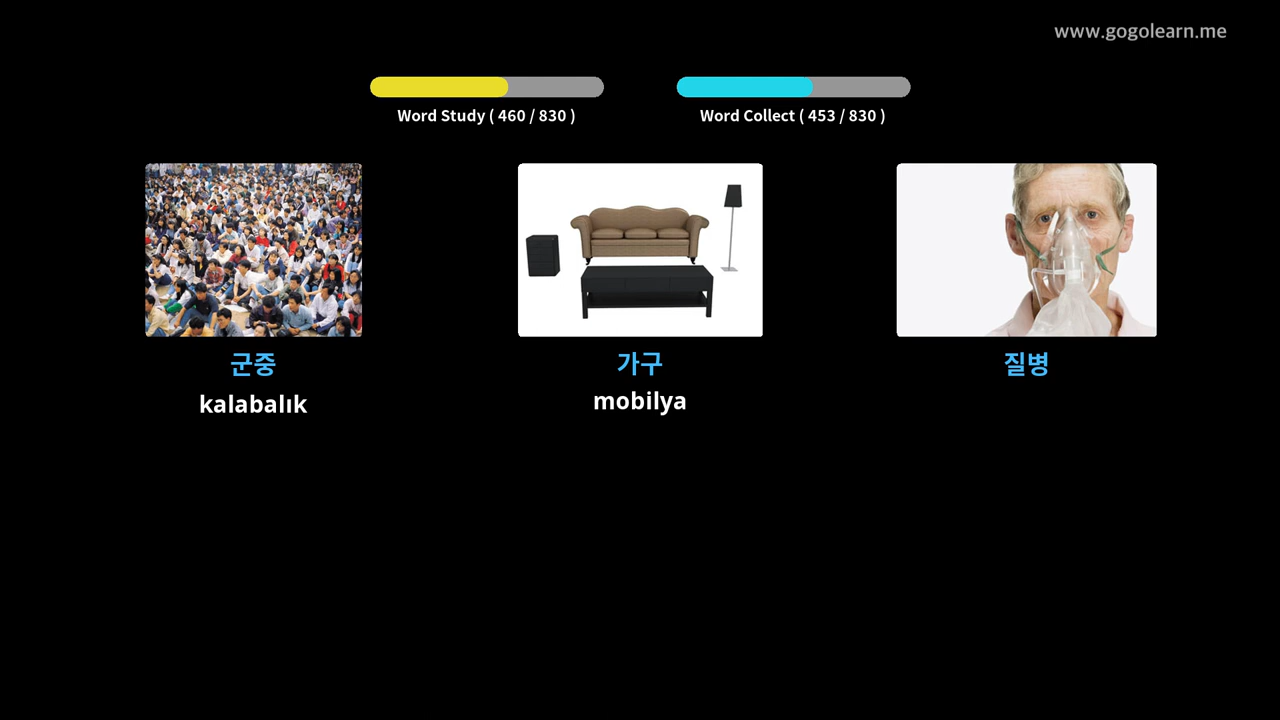 www.gogolearn.me
Word Study ( 460 / 830 )
Word Collect ( 453 / 830 )
군중
가구
질병
kalabalık
mobilya